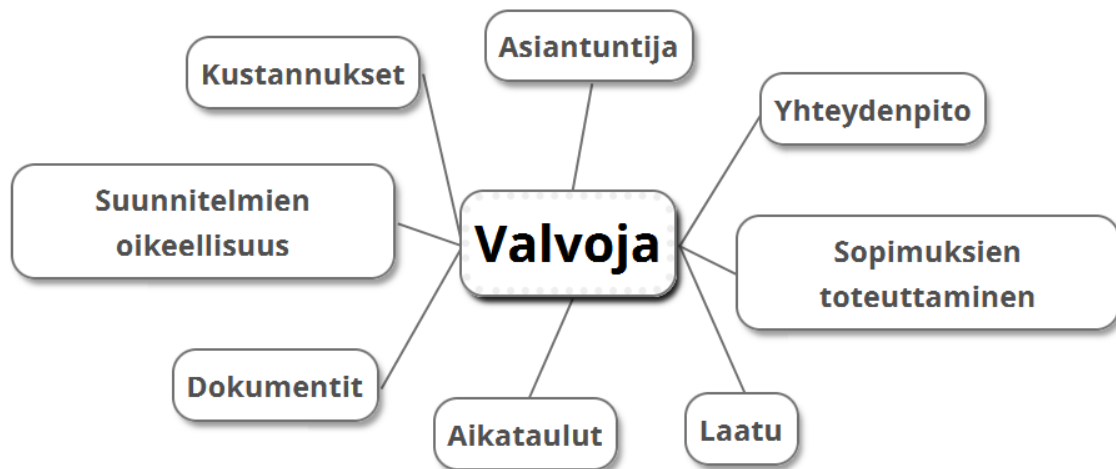 Asiantuntija
Kustannukset
Yhteydenpito
Suunnitelmien
oikeellisuus
Valvoja
Sopimuksien
toteuttaminen
Dokumentit
Aikataulut
Laatu